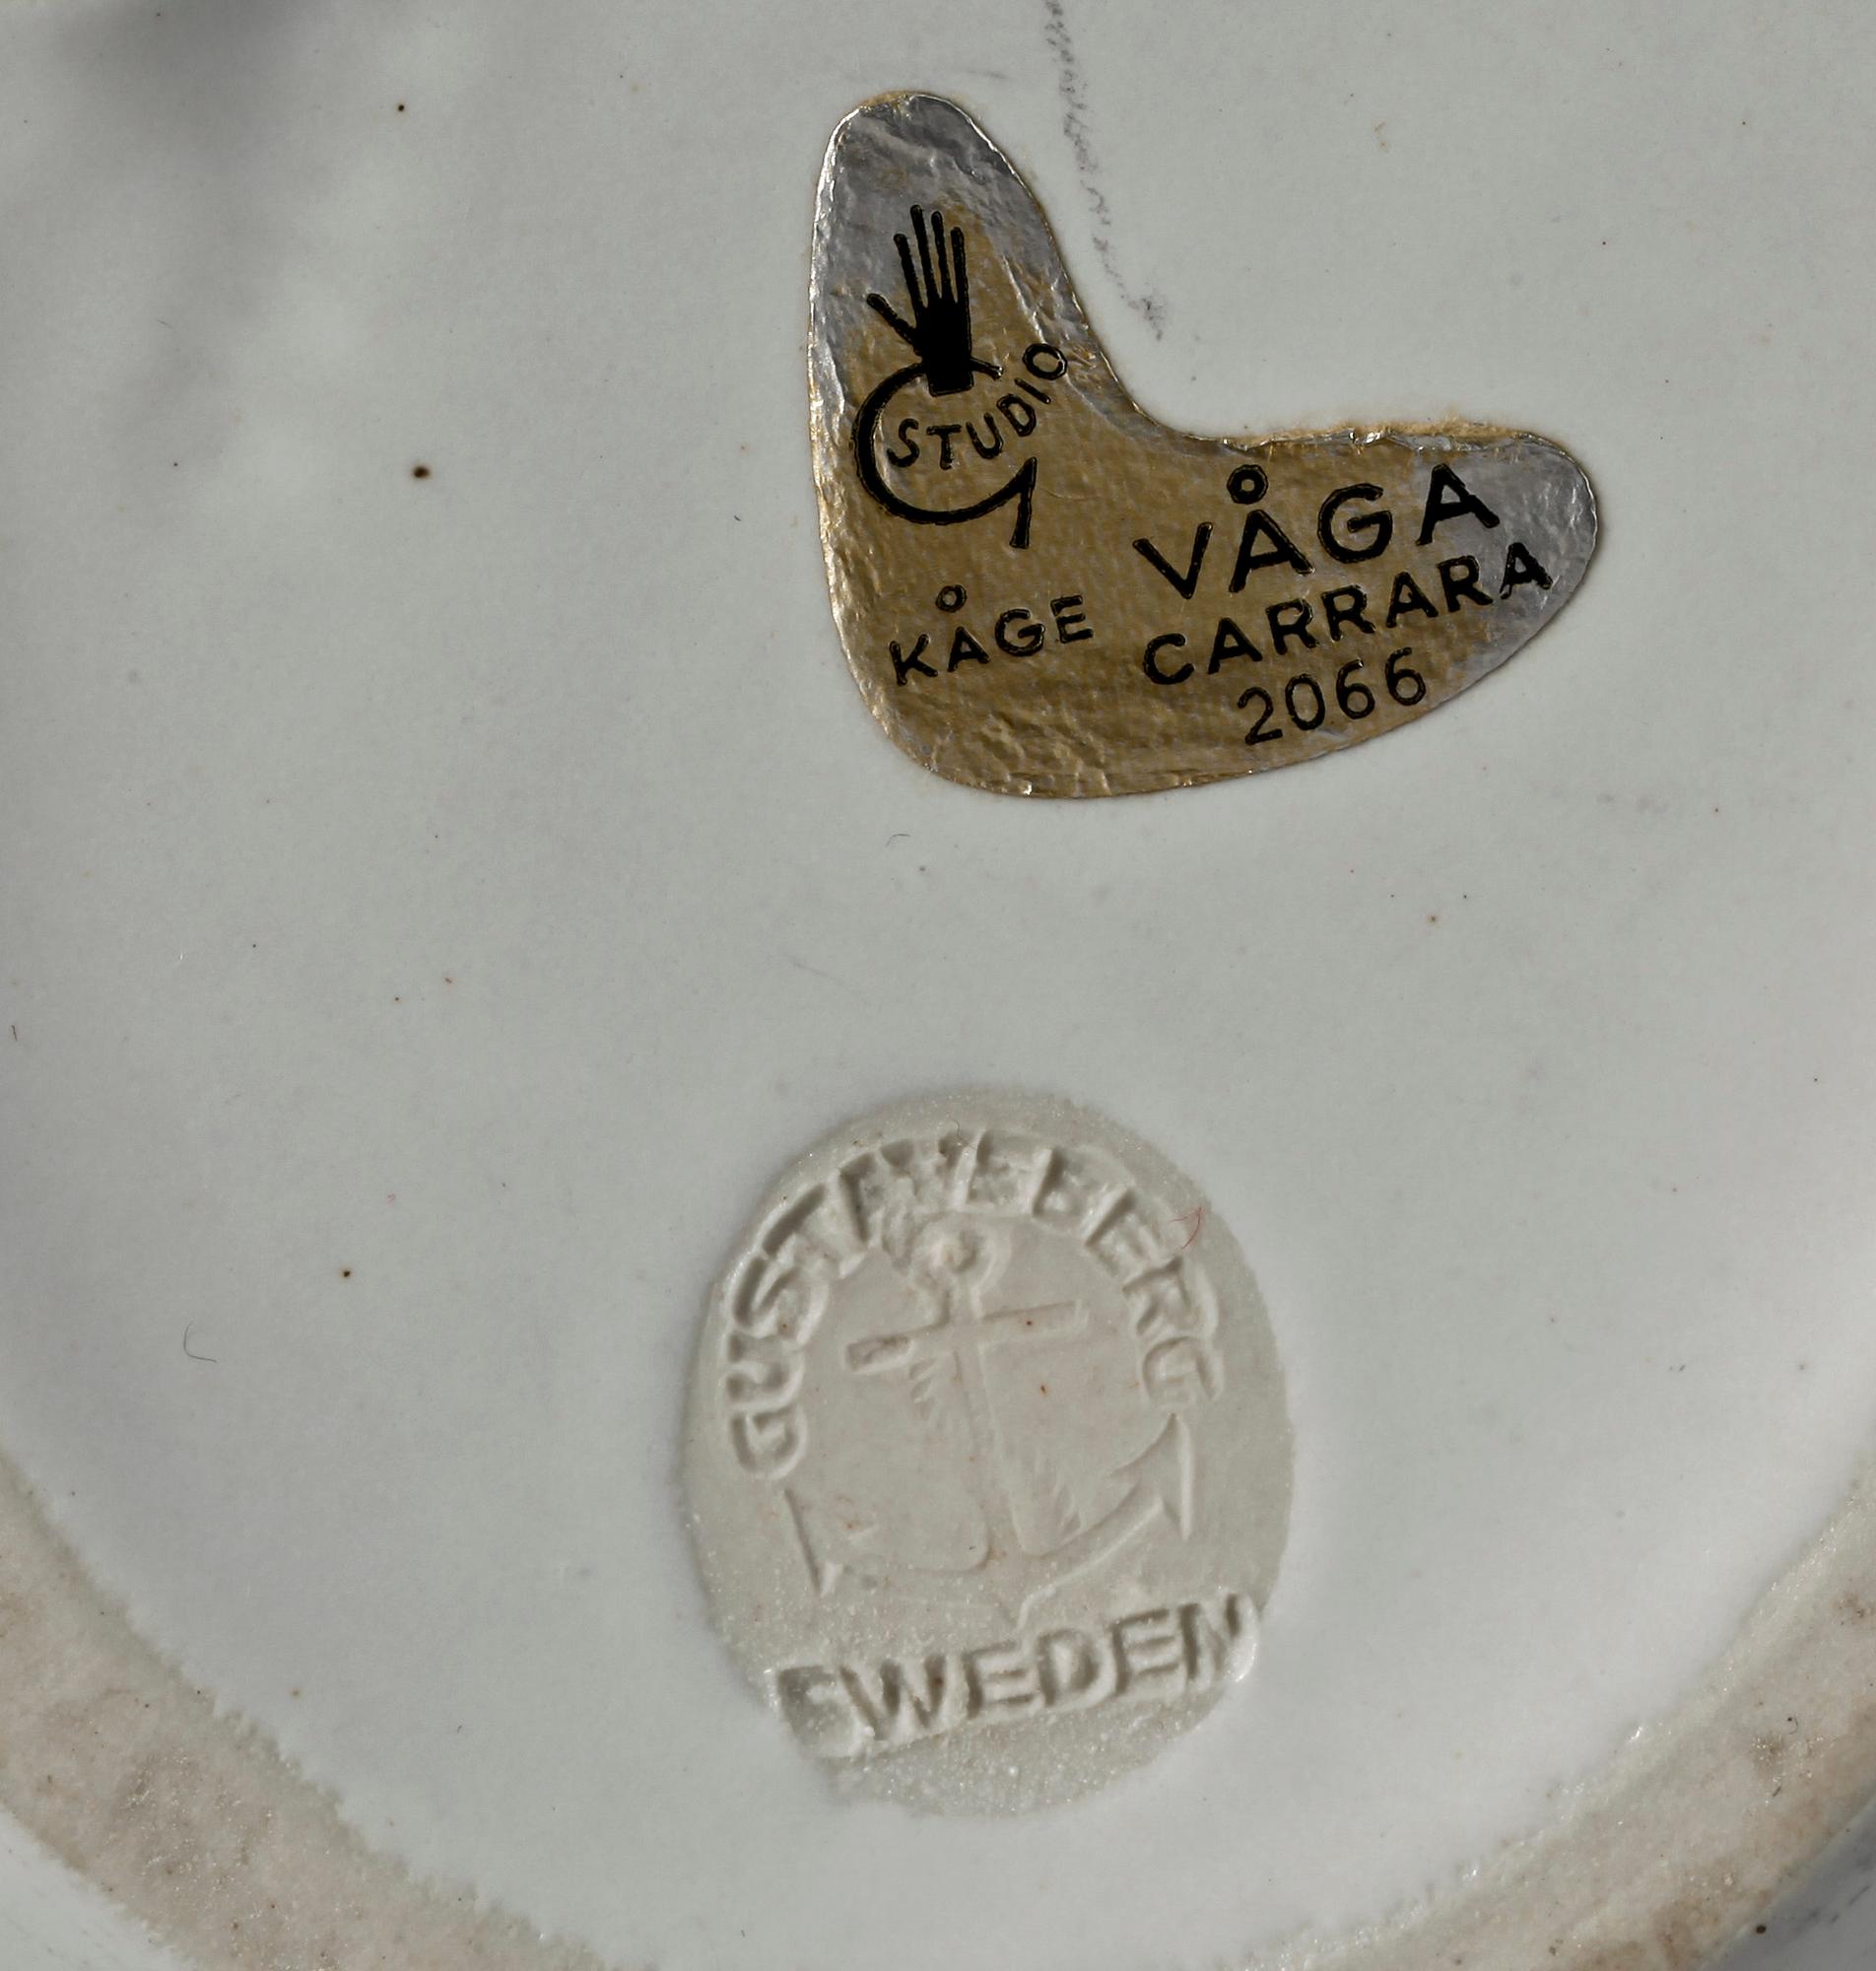 STUDIO
KÅGE
VÅGA
CARRARA
2066
GUSTAVSBERG
SWEDEN